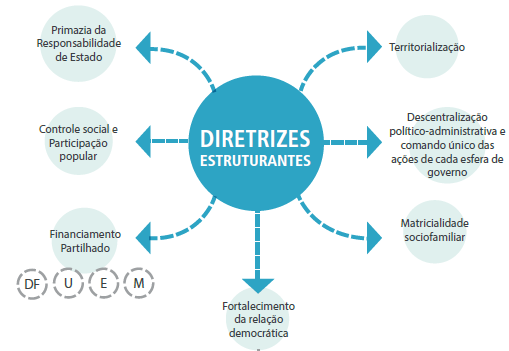 Primazia da
Responsabilidade
de Estado
Territorialização
DIRETRIZES
ESTRUTURANTES
Controle social e
Participação
popular
Descentralização
político-administrativa e
comando único das
ações de cada esfera de
governo
Financiamento
Partilhado
DF
U
E
M
Matricialidade
sociofamiliar
Fortalecimento
da relação
democrática